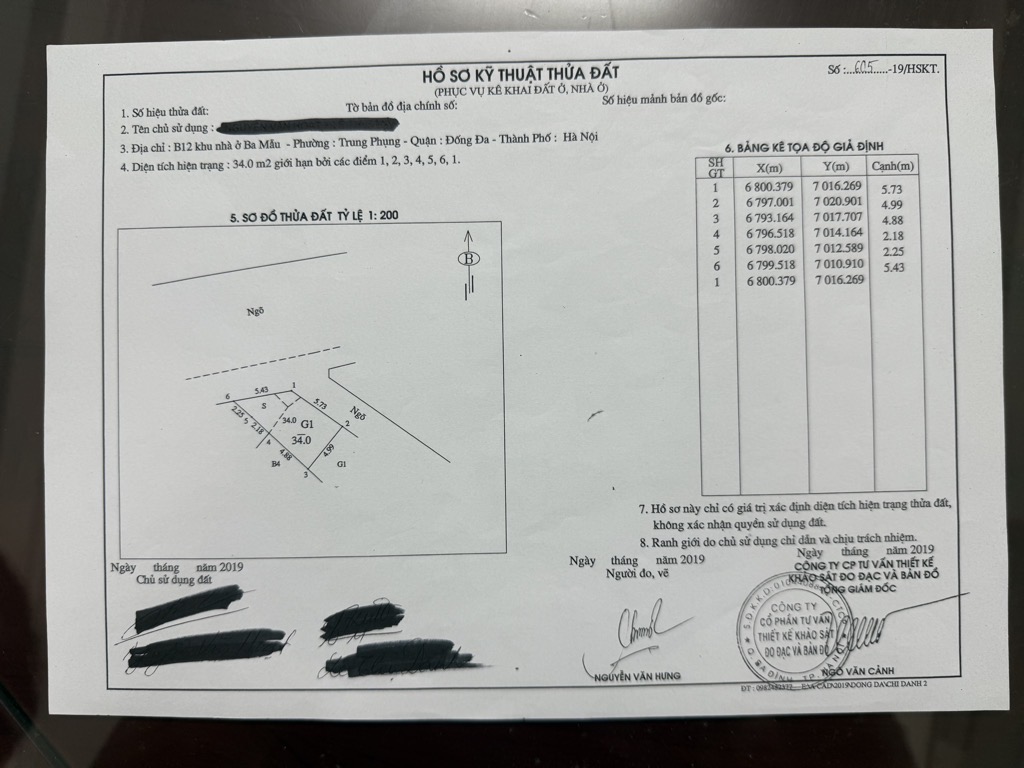 HỒ SƠ KỸ THUẬT THỬA ĐẤT
(PHỤC VỤ KÊ KHAI ĐẤT Ở, NHÀ Ở)
Số :...605.....-19/HSKT.
1. Số hiệu thửa đất:
Tờ bản đồ địa chính số:
Số hiệu mảnh bản đồ gốc:
2. Tên chủ sử dụng :
3. Địa chỉ : B12 khu nhà ở Ba Mẫu - Phường : Trung Phụng - Quận : Đống Đa - Thành Phố : Hà Nội
4. Diện tích hiện trạng : 34.0 m2 giới hạn bởi các điểm 1, 2, 3, 4, 5, 6, 1.
5. SƠ ĐỒ THỬA ĐẤT TỶ LỆ 1: 200
B
Ngõ
Ngõ
6 5.43 1
5.73
2.25 5 2.18
S
34.0 G1
34.0
2
4
4.88
4.99
B4
3
G1
6. BẢNG KÊ TỌA ĐỘ GIẢ ĐỊNH
SH GT X(m) Y(m) Cạnh(m)
1 6 800.379 7 016.269 5.73
2 6 797.001 7 020.901 4.99
3 6 793.164 7 017.707 4.88
4 6 796.518 7 014.164 2.18
5 6 798.020 7 012.589 2.25
6 6 799.518 7 010.910 5.43
1 6 800.379 7 016.269
7. Hồ sơ này chỉ có giá trị xác định diện tích hiện trạng thửa đất,
không xác nhận quyền sử dụng đất.
8. Ranh giới do chủ sử dụng chỉ dẫn và chịu trách nhiệm.
Ngày tháng năm 2019
Chủ sử dụng đất
Ngày tháng năm 2019
Người đo, vẽ
NGUYỄN VĂN HƯNG
Ngày tháng năm 2019
CÔNG TY CP TƯ VẤN THIẾT KẾ
KHẢO SÁT ĐO ĐẠC VÀ BẢN ĐỒ
TỔNG GIÁM ĐỐC
CÔNG TY
CỔ PHẦN TƯ VẤN
THIẾT KẾ KHẢO SÁT
ĐO ĐẠC VÀ BẢN ĐỒ
NGÔ VĂN CẢNH